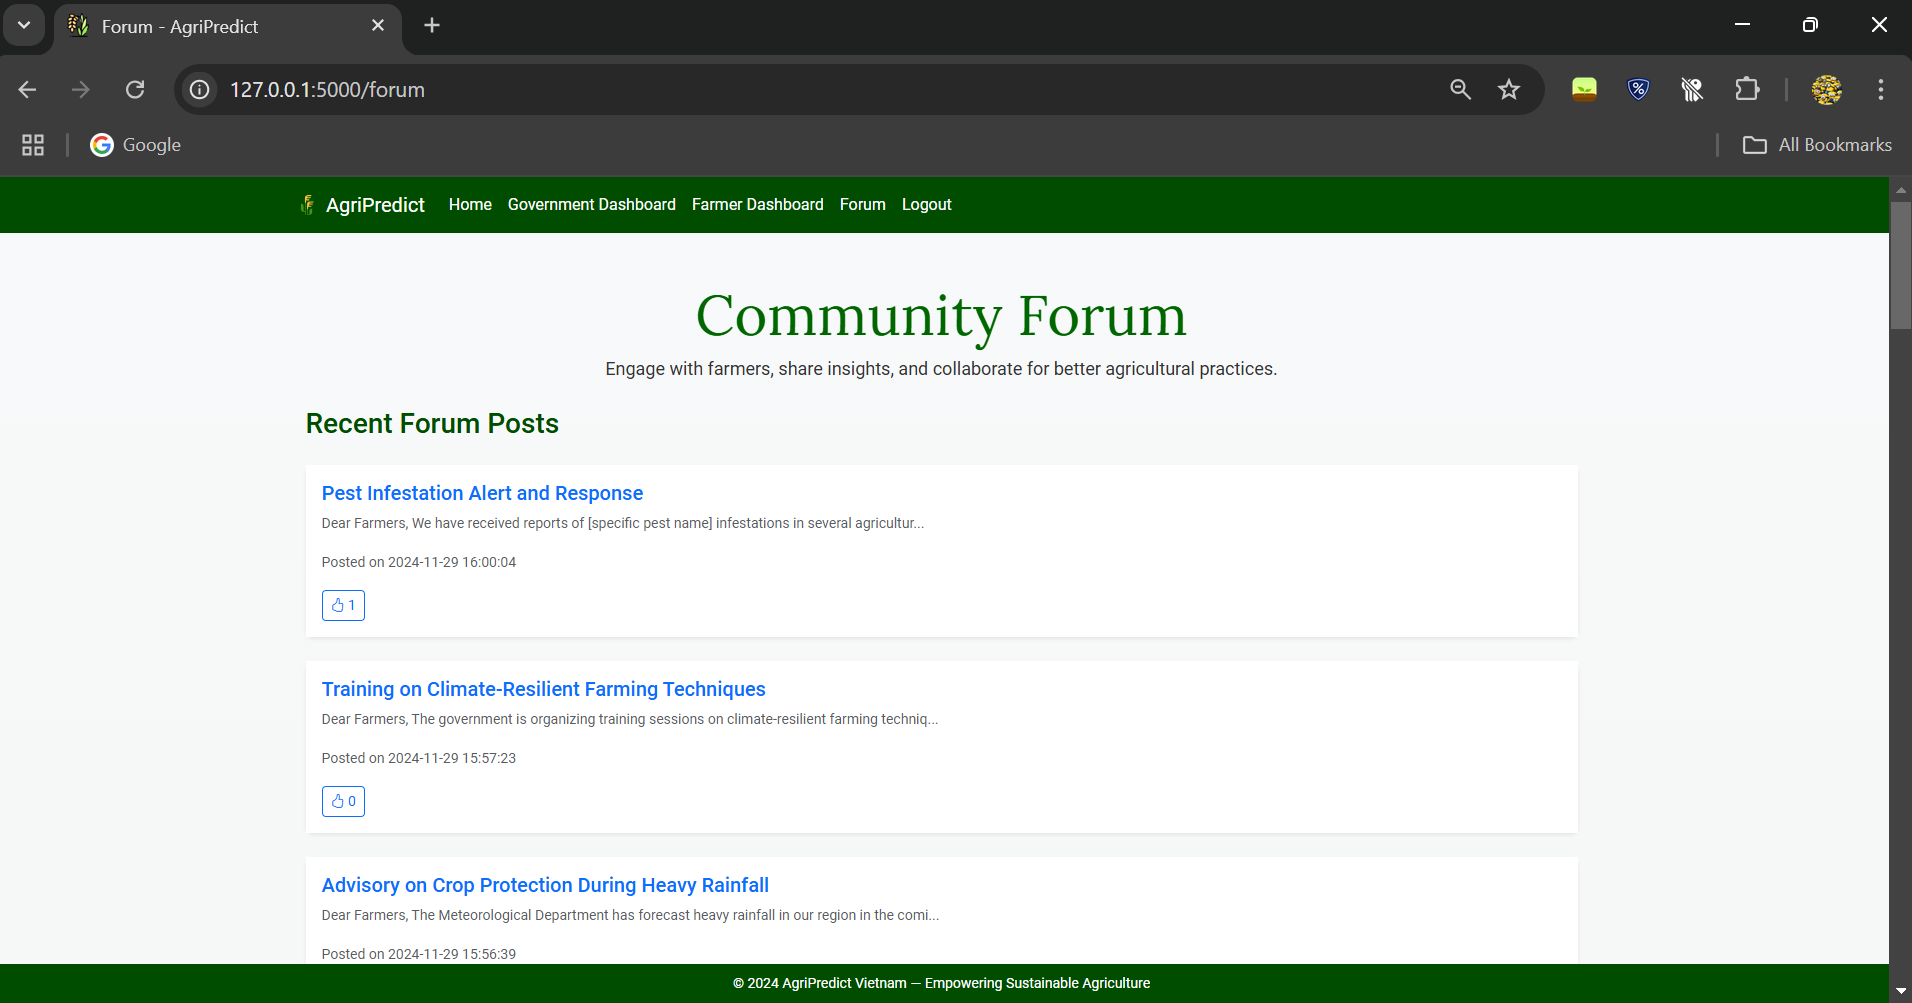 Forum - AgriPredict
127.0.0.1:5000/forum
Google
All Bookmarks
AgriPredict Home Government Dashboard Farmer Dashboard Forum Logout
Community Forum
Engage with farmers, share insights, and collaborate for better agricultural practices.
Recent Forum Posts
Pest Infestation Alert and Response
Dear Farmers, We have received reports of [specific pest name] infestations in several agricultur...
Posted on 2024-11-29 16:00:04
1
Training on Climate-Resilient Farming Techniques
Dear Farmers, The government is organizing training sessions on climate-resilient farming techniq...
Posted on 2024-11-29 15:57:23
0
Advisory on Crop Protection During Heavy Rainfall
Dear Farmers, The Meteorological Department has forecast heavy rainfall in our region in the comi...
Posted on 2024-11-29 15:56:39
© 2024 AgriPredict Vietnam — Empowering Sustainable Agriculture